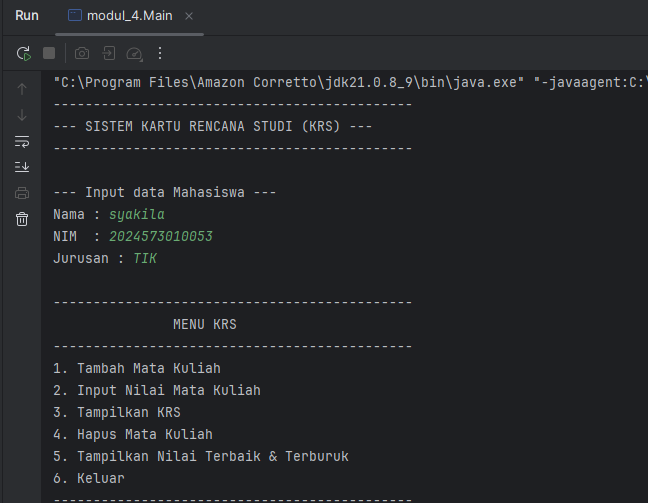 Run modul_4.Main
"C:\Program Files\Amazon Corretto\jdk21.0.8_9\bin\java.exe" "-javaagent:C:\
---------------------------------------------
--- SISTEM KARTU RENCANA STUDI (KRS) ---
---------------------------------------------
--- Input data Mahasiswa ---
Nama : syakila
NIM  : 2024573010053
Jurusan : TIK
---------------------------------------------
MENU KRS
---------------------------------------------
1. Tambah Mata Kuliah
2. Input Nilai Mata Kuliah
3. Tampilkan KRS
4. Hapus Mata Kuliah
5. Tampilkan Nilai Terbaik & Terburuk
6. Keluar
---------------------------------------------